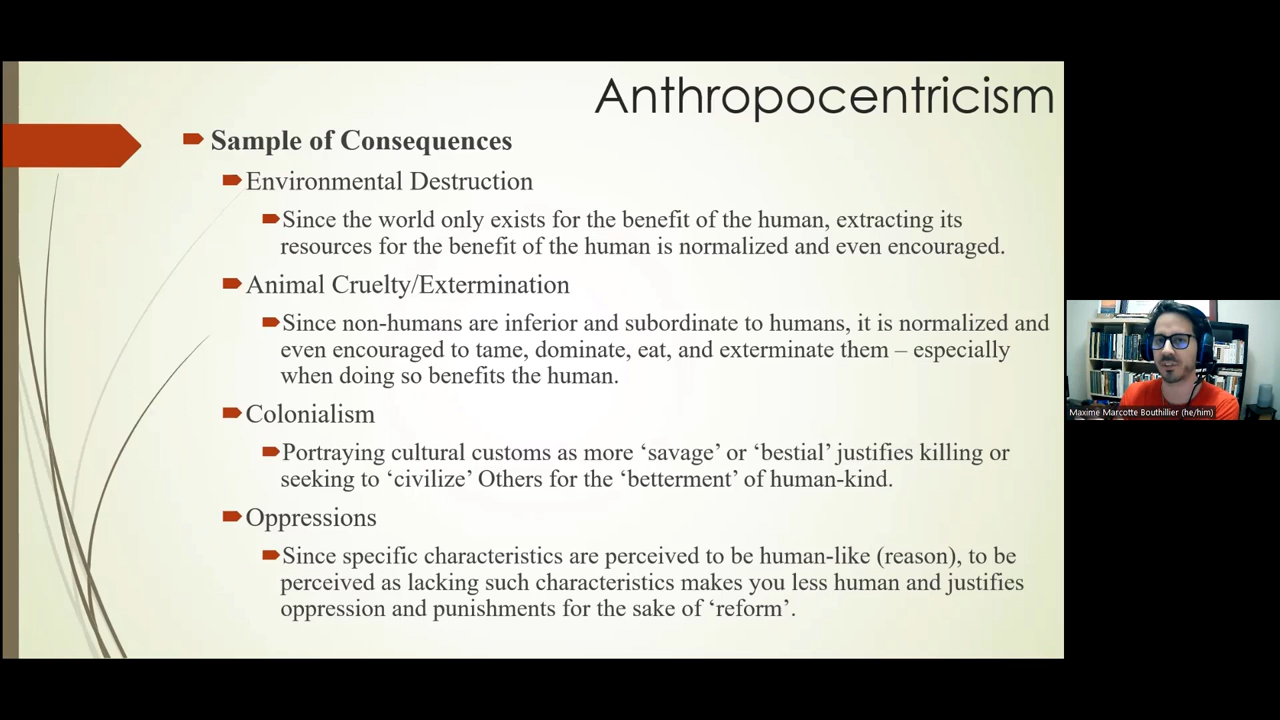 Anthropocentricism
Sample of Consequences
Environmental Destruction
Since the world only exists for the benefit of the human, extracting its
resources for the benefit of the human is normalized and even encouraged.
Animal Cruelty/Extermination
Since non-humans are inferior and subordinate to humans, it is normalized and
even encouraged to tame, dominate, eat, and exterminate them – especially
when doing so benefits the human.
Colonialism
Portraying cultural customs as more ‘savage’ or ‘bestial’ justifies killing or
seeking to ‘civilize’ Others for the ‘betterment’ of human-kind.
Oppressions
Since specific characteristics are perceived to be human-like (reason), to be
perceived as lacking such characteristics makes you less human and justifies
oppression and punishments for the sake of ‘reform’.
Maxime Marcotte Bouthillier (he/him)